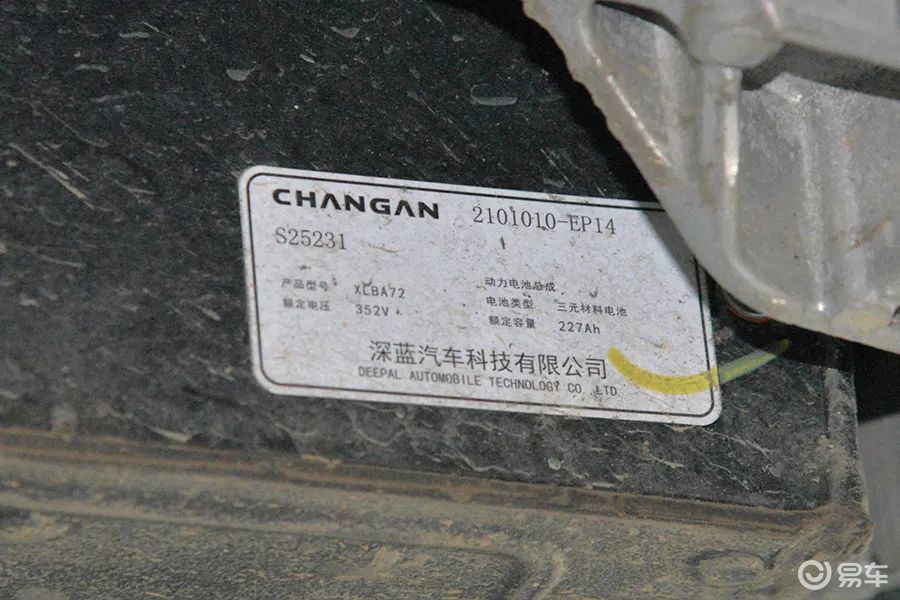 CHANGAN 2101010-EP14
S25231
动力电池总成
产品型号 XLBA72 电池类型 三元材料电池
额定电压 352V 额定容量 227Ah
深蓝汽车科技有限公司
DEEPAL AUTOMOBILE TECHNOLOGY CO.,LTD
易车